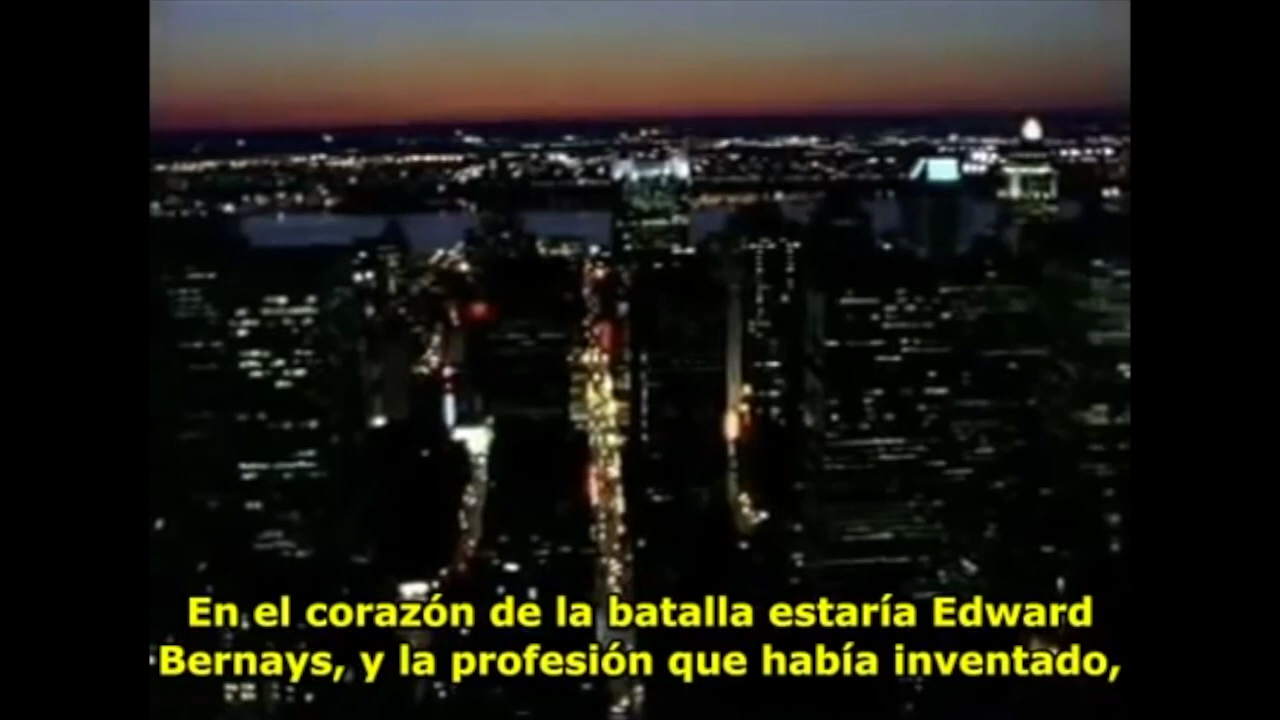 En el corazón de la batalla estaría Edward
Bernays, y la profesión que había inventado,